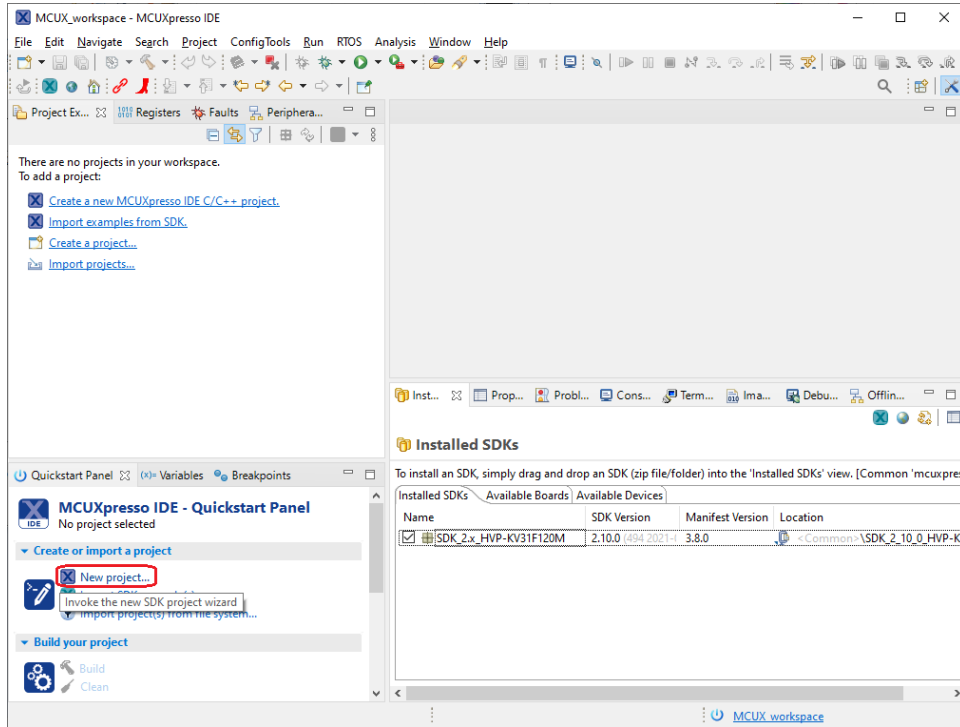 MCUX_workspace - MCUXpresso IDE
File Edit Navigate Search Project ConfigTools Run RTOS Analysis Window Help
Project Ex... Registers Faults Periphera...
There are no projects in your workspace.
To add a project:
Create a new MCUXpresso IDE C/C++ project.
Import examples from SDK.
Create a project...
Import projects...
Inst... Prop... Probl... Cons... Term... Ima... Debu... Offlin...
Installed SDKs
To install an SDK, simply drag and drop an SDK (zip file/folder) into the 'Installed SDKs' view. [Common 'mcuxpres
Installed SDKs Available Boards Available Devices
Name SDK Version Manifest Version Location
SDK_2.x_HVP-KV31F120M 2.10.0 (494 2021-( 3.8.0 <Common>\SDK_2_10_0_HVP-K
Quickstart Panel (x)= Variables Breakpoints
IDE
MCUXpresso IDE - Quickstart Panel
No project selected
Create or import a project
New project...
Invoke the new SDK project wizard
Import project(s) from file system...
Build your project
Build
Clean
MCUX_workspace